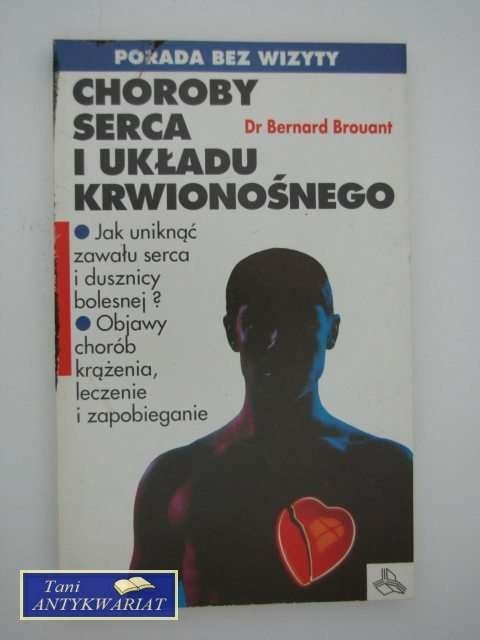 PORADA BEZ WIZYTY
CHOROBY
SERCA
Dr Bernard Brouant
I UKŁADU
KRWIONOŚNEGO
● Jak uniknąć
zawału serca
i dusznicy
bolesnej ?
● Objawy
chorób
krążenia,
leczenie
i zapobieganie
Tani
ANTYKWARIAT